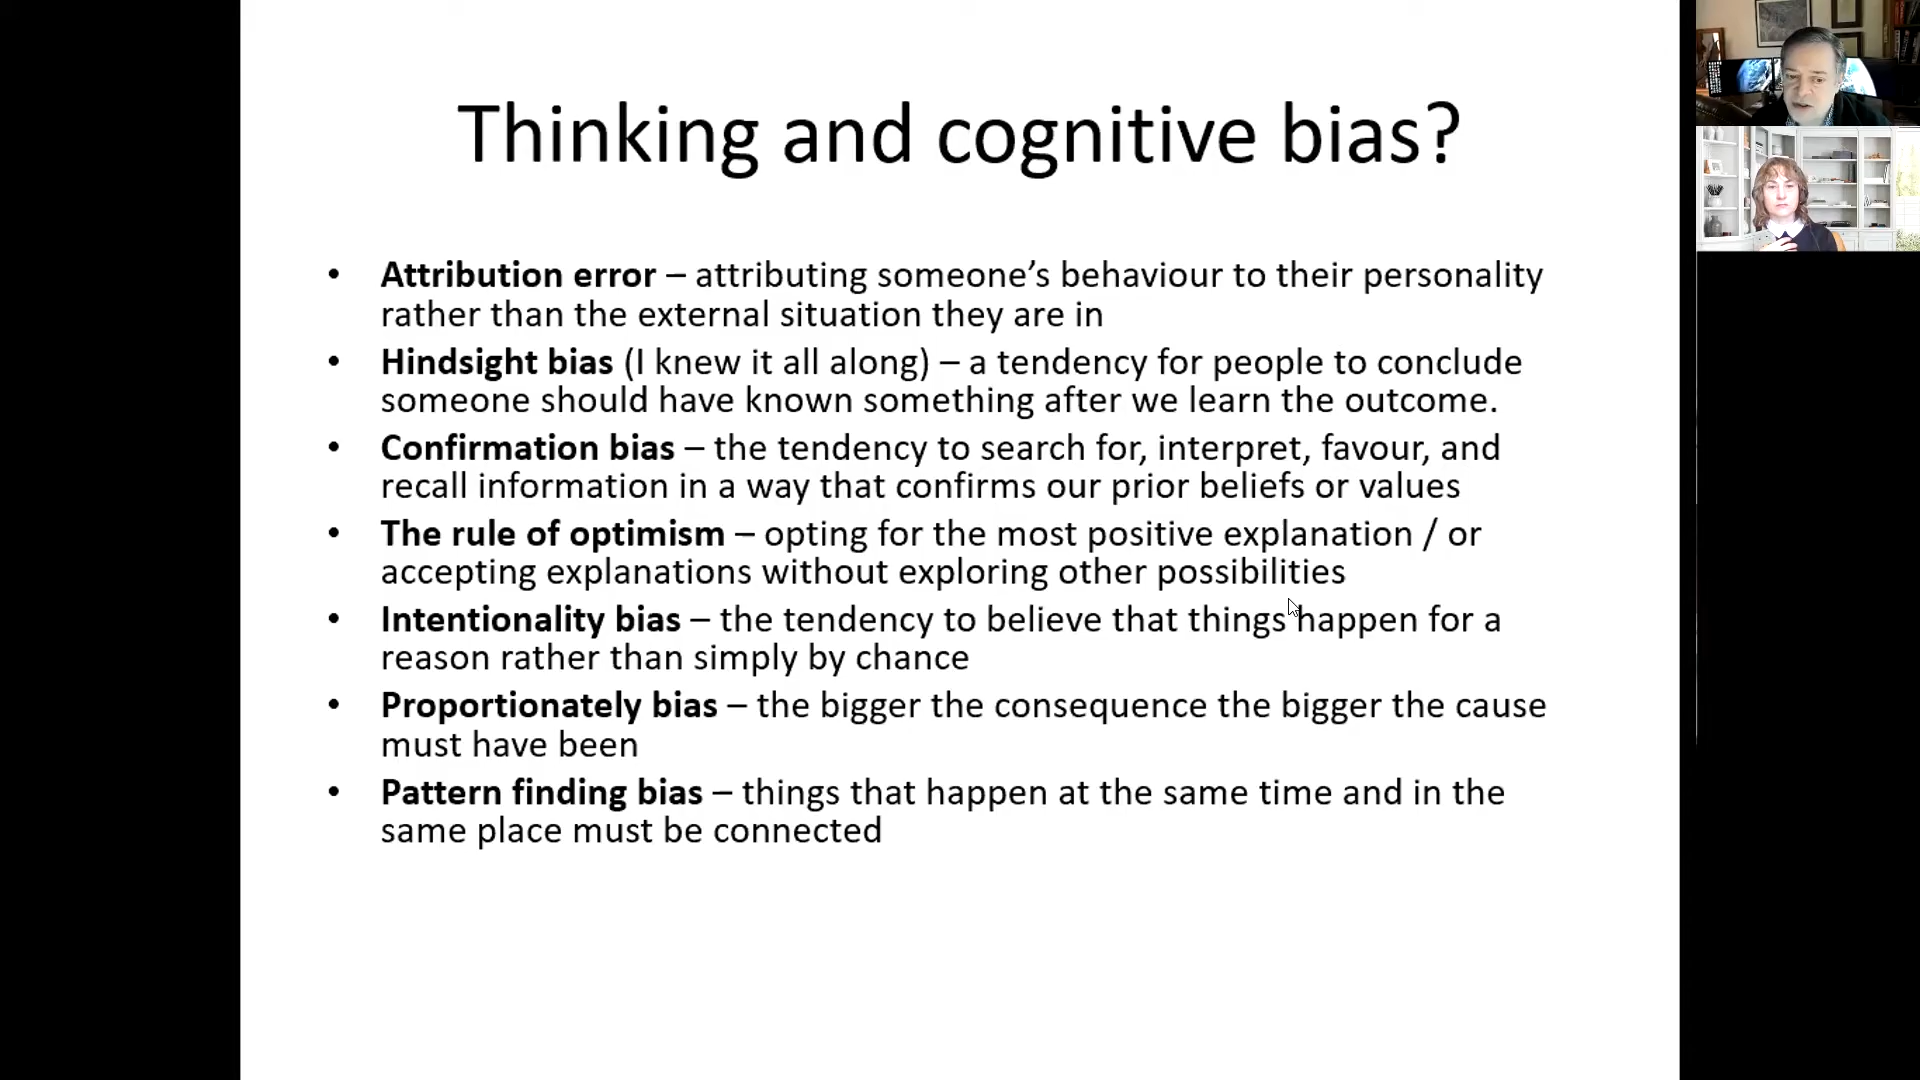 Thinking and cognitive bias?
• Attribution error – attributing someone’s behaviour to their personality
rather than the external situation they are in
• Hindsight bias (I knew it all along) – a tendency for people to conclude
someone should have known something after we learn the outcome.
• Confirmation bias – the tendency to search for, interpret, favour, and
recall information in a way that confirms our prior beliefs or values
• The rule of optimism – opting for the most positive explanation / or
accepting explanations without exploring other possibilities
• Intentionality bias – the tendency to believe that things happen for a
reason rather than simply by chance
• Proportionately bias – the bigger the consequence the bigger the cause
must have been
• Pattern finding bias – things that happen at the same time and in the
same place must be connected